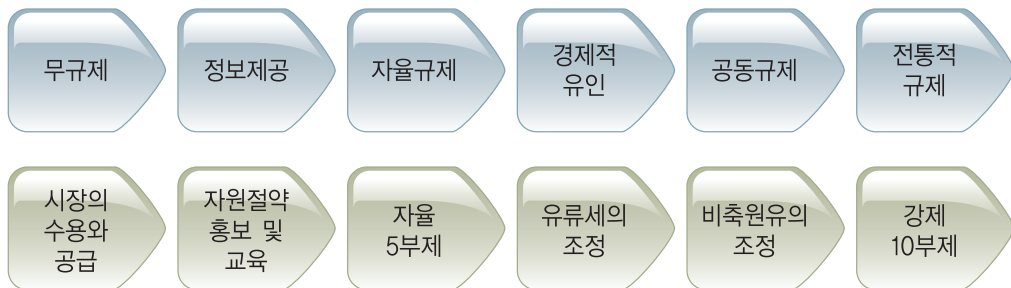 무규제
정보제공
자율규제
경제적
유인
공동규제
전통적
규제
시장의
수용와
공급
자원절약
홍보 및
교육
자율
5부제
유류세의
조정
비축원유의
조정
강제
10부제